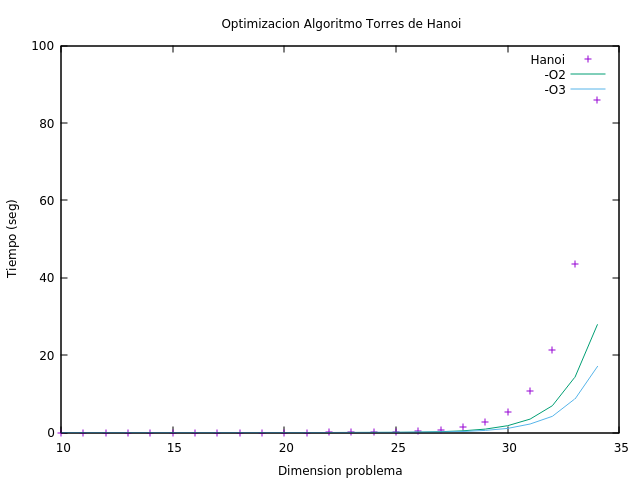 Optimizacion Algoritmo Torres de Hanoi
100
80
60
40
20
0
Tiempo (seg)
Hanoi
-O2
-O3
10 15 20 25 30 35
Dimension problema